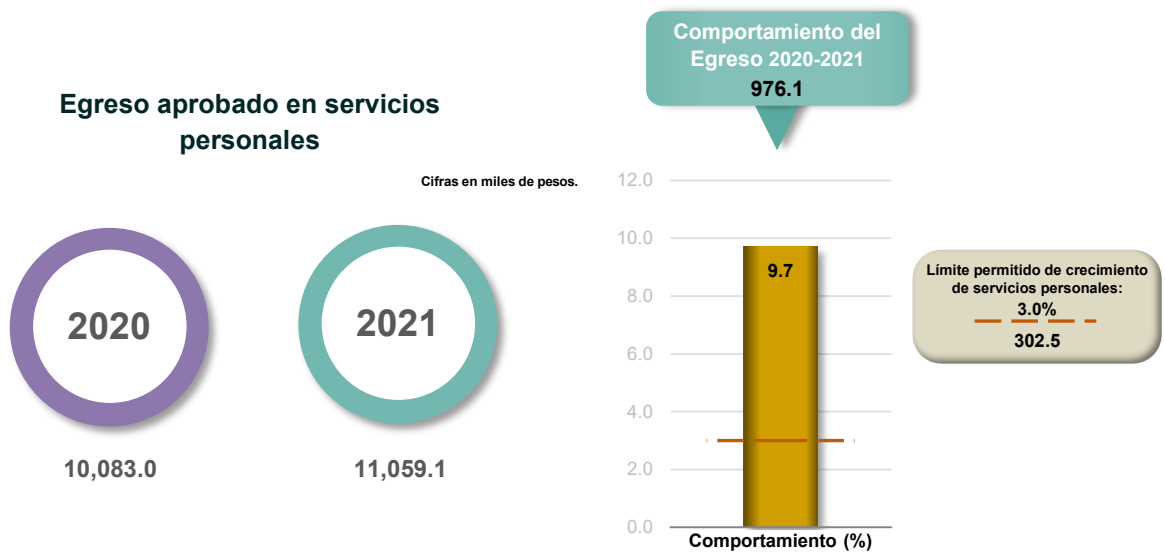 Egreso aprobado en servicios
personales
Cifras en miles de pesos.
2020
2021
10,083.0
11,059.1
Comportamiento del
Egreso 2020-2021
976.1
12.0
10.0
8.0
6.0
4.0
2.0
0.0
9.7
Comportamiento (%)
Límite permitido de crecimiento
de servicios personales:
3.0%
302.5